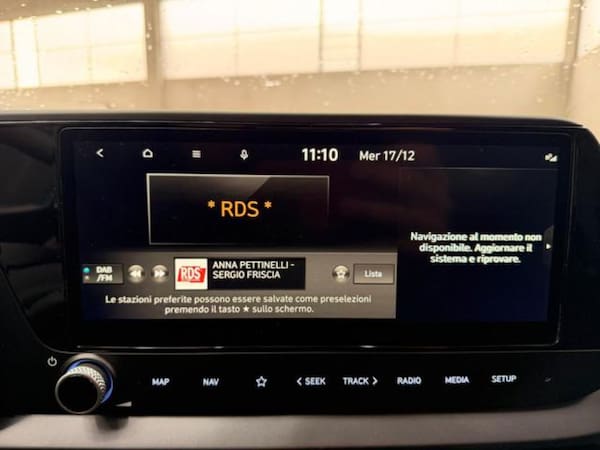 11:10 Mer 17/12
* RDS *
Navigazione al momento non
disponibile. Aggiornare il
sistema e riprovare.
DAB
/FM
RDS
ANNA PETTINELLI -
SERGIO FRISCIA
Lista
Le stazioni preferite possono essere salvate come preselezioni
premendo il tasto ★ sullo schermo.
MAP NAV ☆ < SEEK TRACK > RADIO MEDIA SETUP